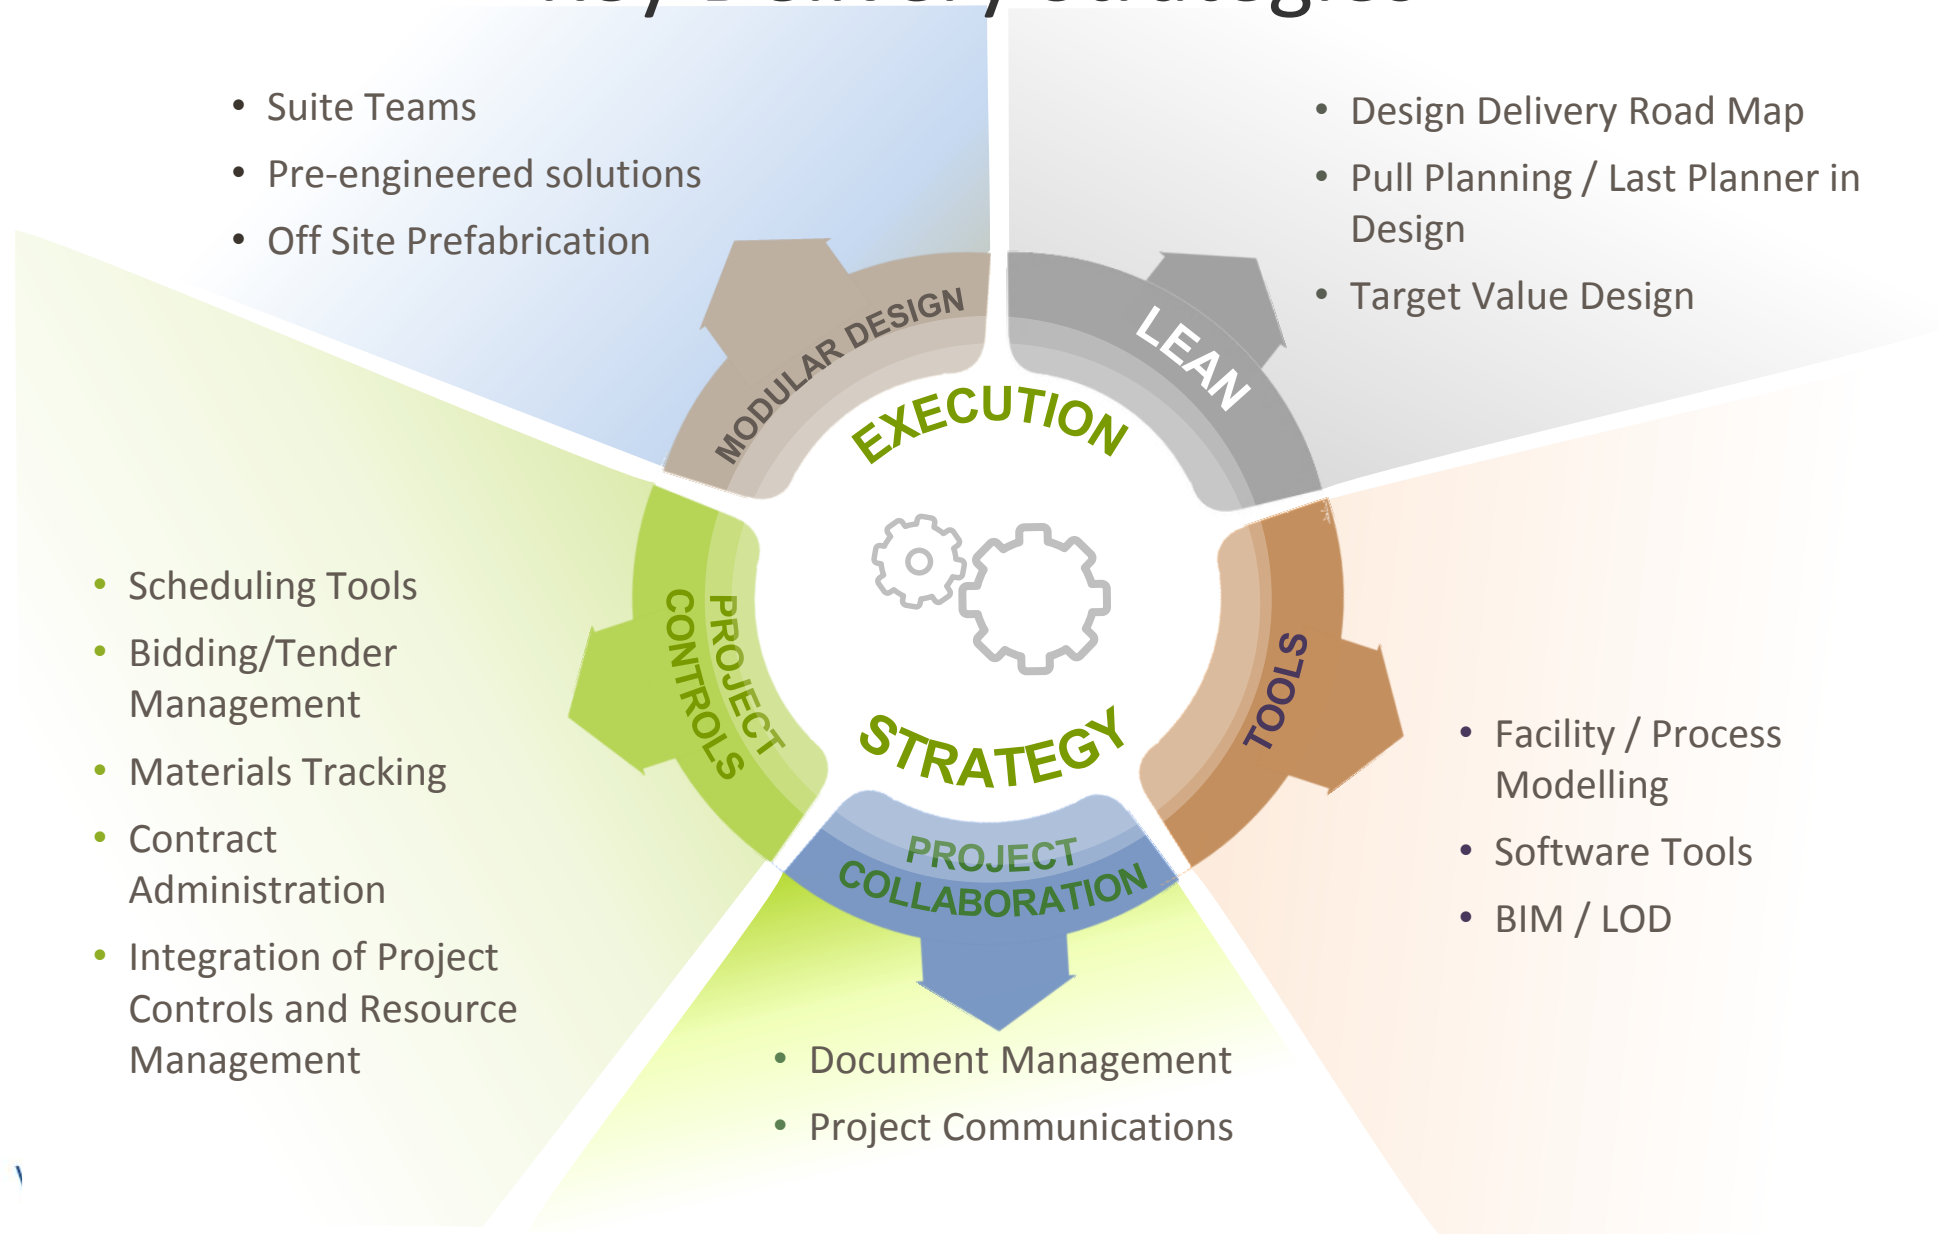 Key Delivery Strategies
• Suite Teams
• Pre-engineered solutions
• Off Site Prefabrication
• Design Delivery Road Map
• Pull Planning / Last Planner in
Design
• Target Value Design
MODULAR DESIGN
LEAN
EXECUTION
STRATEGY
PROJECT
CONTROLS
TOOLS
PROJECT
COLLABORATION
• Scheduling Tools
• Bidding/Tender
Management
• Materials Tracking
• Contract
Administration
• Integration of Project
Controls and Resource
Management
• Facility / Process
Modelling
• Software Tools
• BIM / LOD
• Document Management
• Project Communications